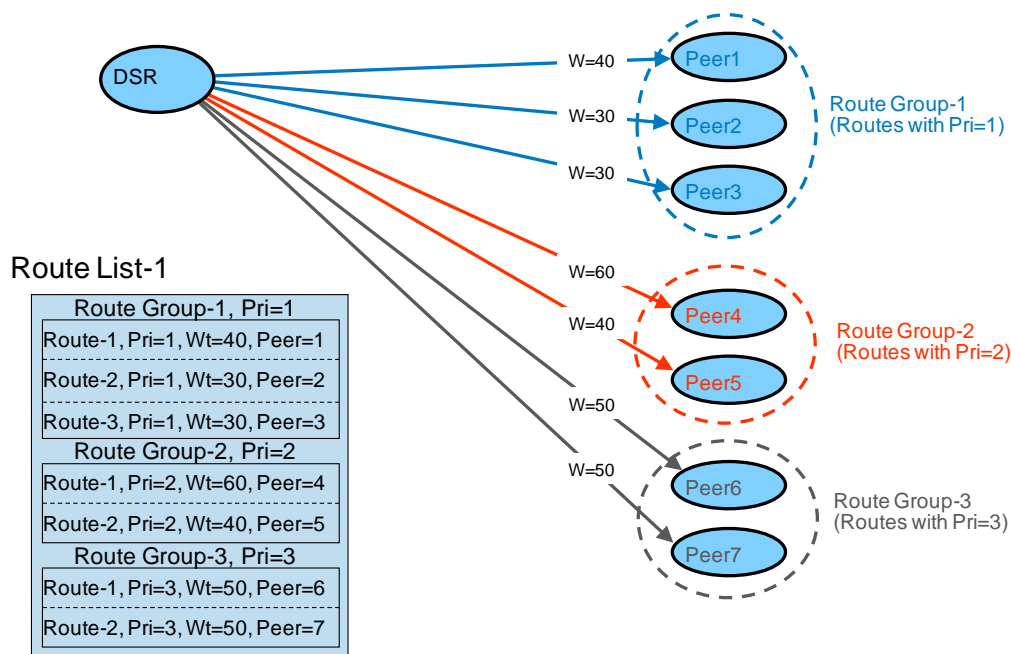 DSR
W=40
Peer1
W=30
Peer2
W=30
Peer3
Route Group-1
(Routes with Pri=1)
W=60
Peer4
W=40
Peer5
Route Group-2
(Routes with Pri=2)
W=50
Peer6
W=50
Peer7
Route Group-3
(Routes with Pri=3)
Route List-1
Route Group-1, Pri=1
Route-1, Pri=1, Wt=40, Peer=1
Route-2, Pri=1, Wt=30, Peer=2
Route-3, Pri=1, Wt=30, Peer=3
Route Group-2, Pri=2
Route-1, Pri=2, Wt=60, Peer=4
Route-2, Pri=2, Wt=40, Peer=5
Route Group-3, Pri=3
Route-1, Pri=3, Wt=50, Peer=6
Route-2, Pri=3, Wt=50, Peer=7